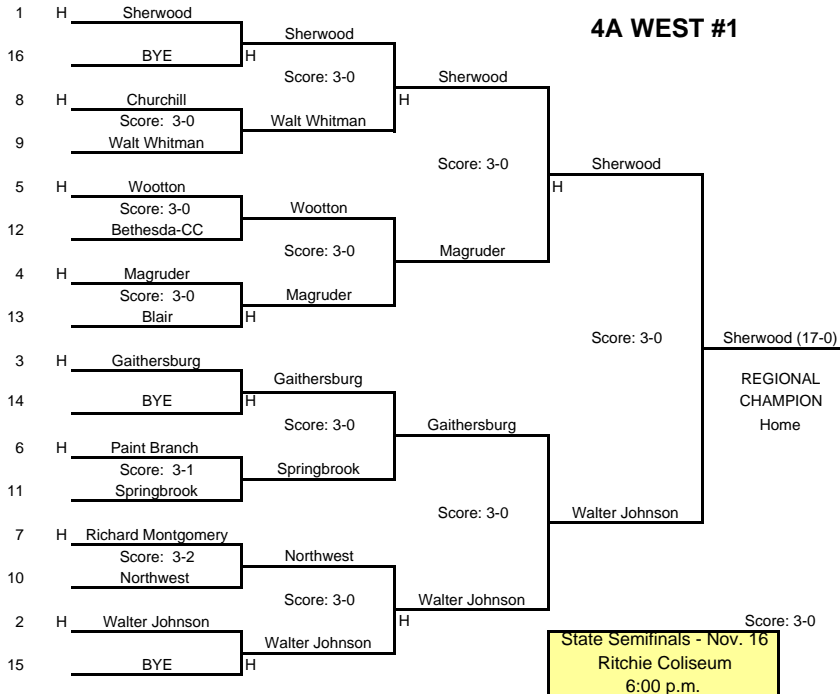 4A WEST #1
1 H Sherwood
Sherwood
16 BYE H
Score: 3-0
Sherwood
8 H Churchill H
Score: 3-0
Walt Whitman
9 Walt Whitman
Score: 3-0
Sherwood
5 H Wootton H
Score: 3-0
Wootton
12 Bethesda-CC
Score: 3-0
Magruder
4 H Magruder
Score: 3-0
Magruder
13 Blair H
Score: 3-0
Sherwood (17-0)
3 H Gaithersburg
Gaithersburg
REGIONAL
14 BYE H
CHAMPION
Score: 3-0
Gaithersburg
Home
6 H Paint Branch
Score: 3-1
Springbrook
11 Springbrook
Score: 3-0
Walter Johnson
7 H Richard Montgomery
Score: 3-2
Northwest
10 Northwest
Score: 3-0
Walter Johnson
2 H Walter Johnson H
Score: 3-0
Walter Johnson
15 BYE H
State Semifinals - Nov. 16
Ritchie Coliseum
6:00 p.m.